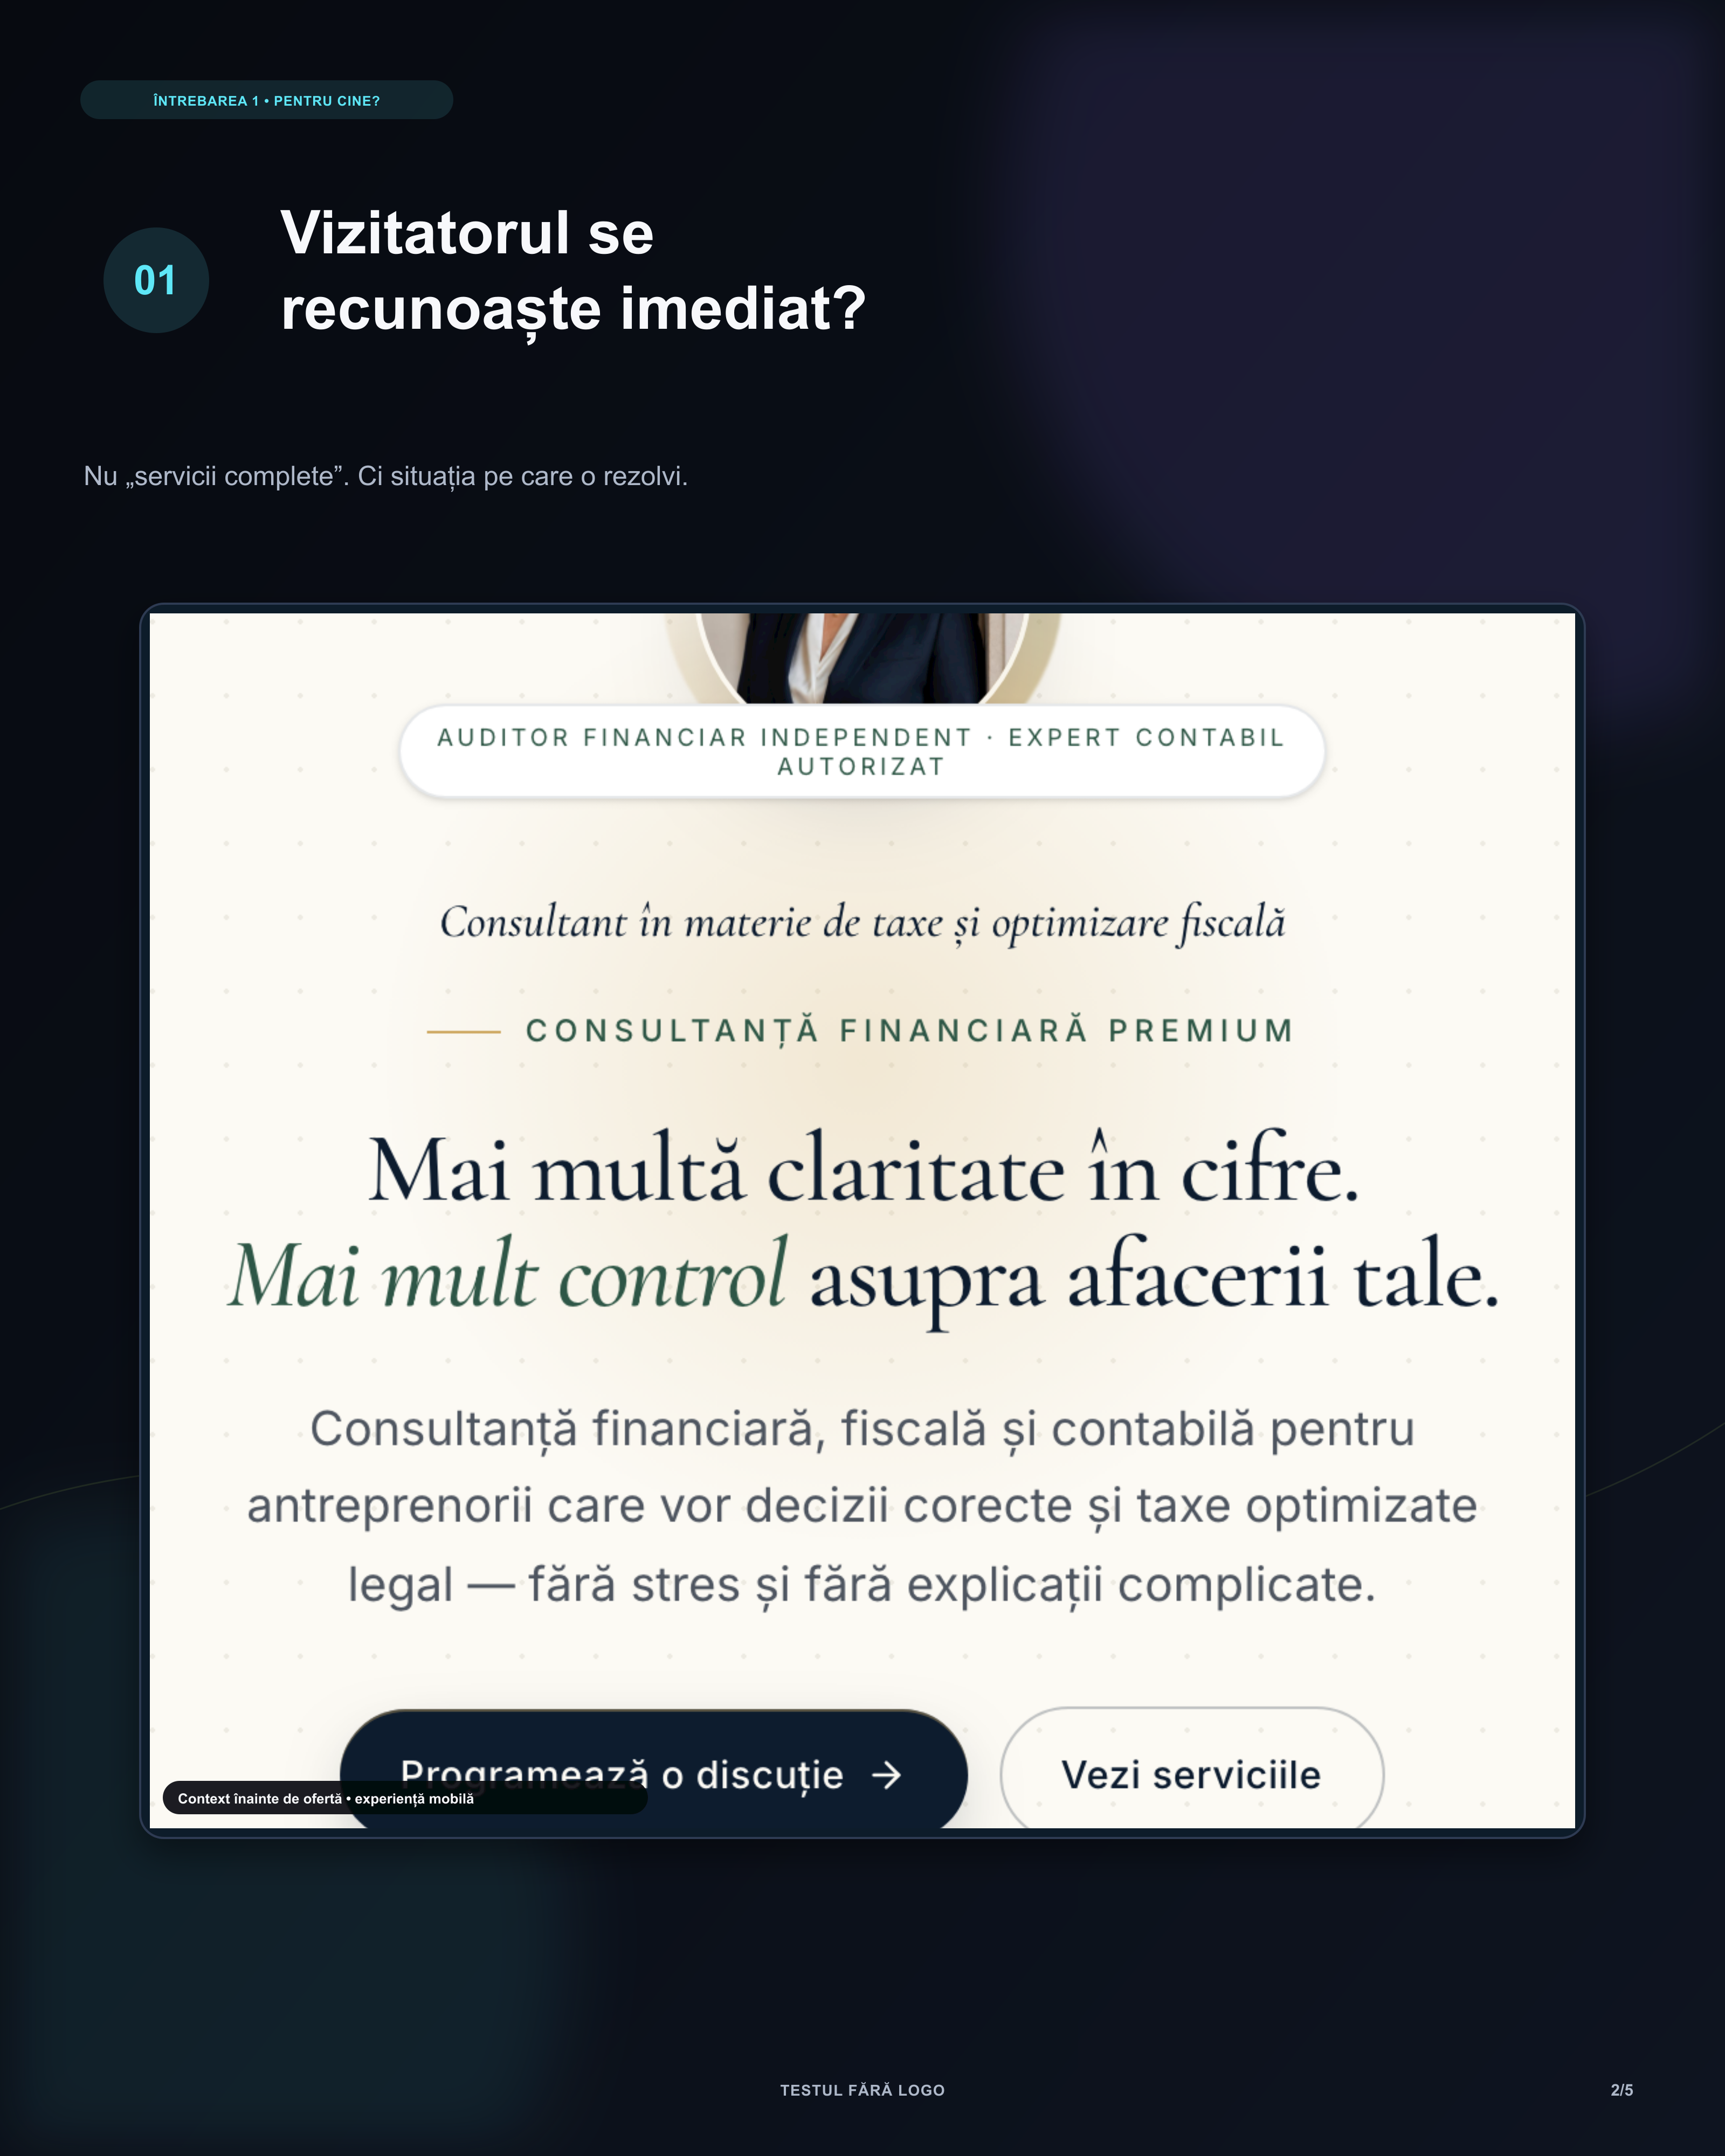 ÎNTREBAREA 1 • PENTRU CINE?
01
Vizitatorul se
recunoaște imediat?
Nu „servicii complete”. Ci situația pe care o rezolvi.
AUDITOR FINANCIAR INDEPENDENT · EXPERT CONTABIL
AUTORIZAT
Consultant în materie de taxe și optimizare fiscală
CONSULTANȚĂ FINANCIARĂ PREMIUM
Mai multă claritate în cifre.
Mai mult control asupra afacerii tale.
Consultanță financiară, fiscală și contabilă pentru
antreprenorii care vor decizii corecte și taxe optimizate
legal — fără stres și fără explicații complicate.
Programează o discuție →
Vezi serviciile
Context înainte de ofertă • experiență mobilă
TESTUL FĂRĂ LOGO
2/5